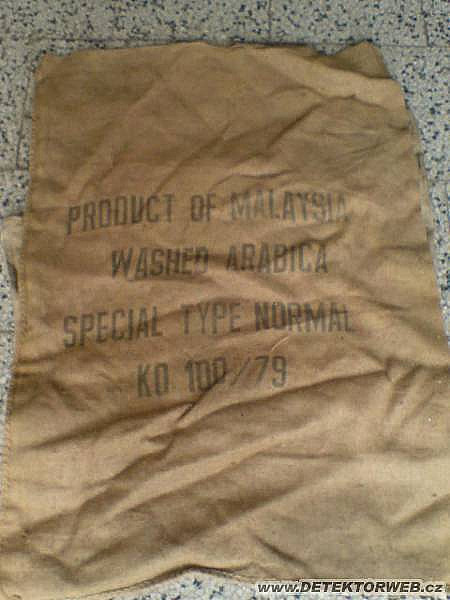 PRODUCT OF MALAYSIA
WASHED ARABICA
SPECIAL TYPE NORMAL
KO 100/79
WWW.DETEKTORWEB.CZ